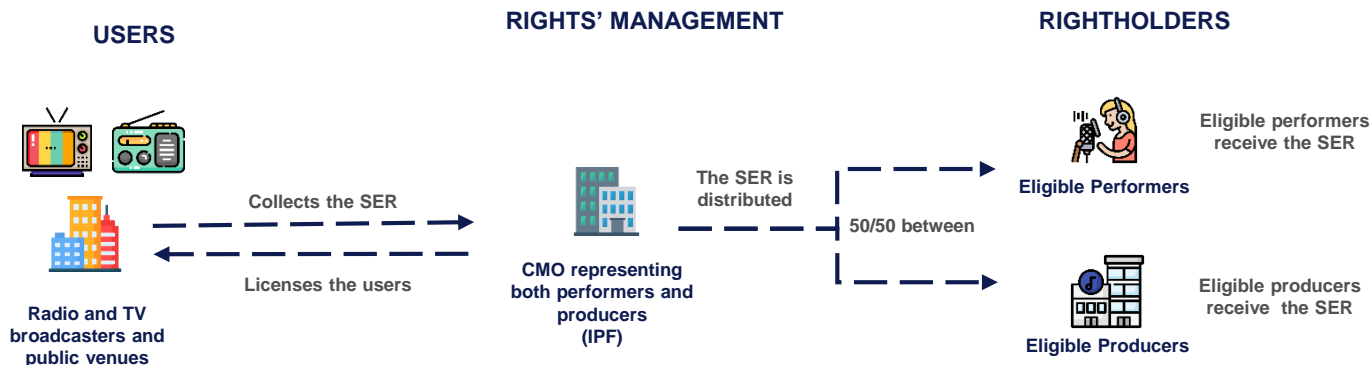 USERS
RIGHTS’ MANAGEMENT
RIGHTHOLDERS
Collects the SER
Licenses the users
Radio and TV
broadcasters and
public venues
CMO representing
both performers and
producers
(IPF)
The SER is
distributed
50/50 between
Eligible Performers
Eligible performers
receive the SER
Eligible Producers
Eligible producers
receive the SER